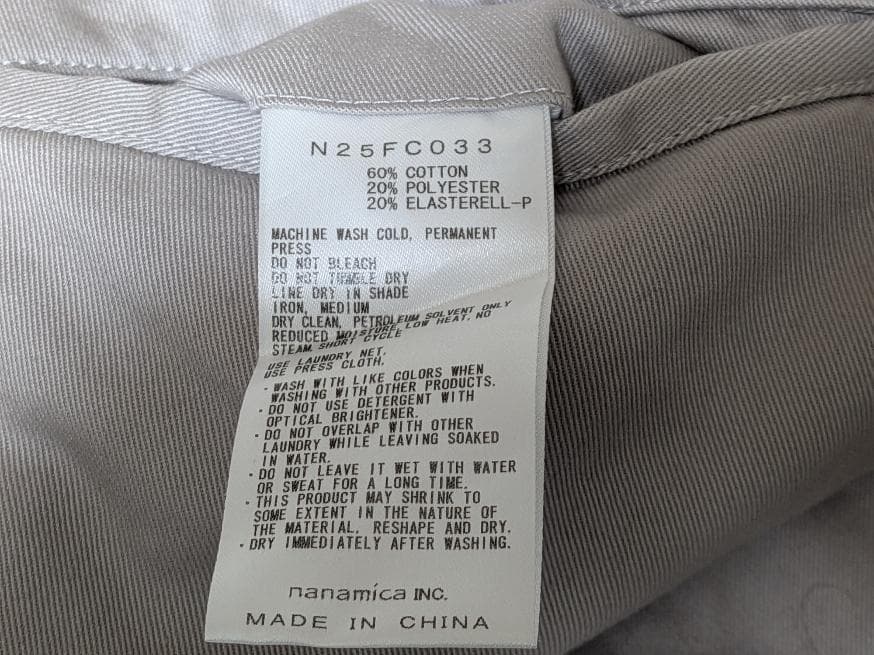 N25FC033
60% COTTON
20% POLYESTER
20% ELASTERELL-P
MACHINE WASH COLD, PERMANENT
PRESS
DO NOT BLEACH
DO NOT TUMBLE DRY
LINE DRY IN SHADE
IRON, MEDIUM
DRY CLEAN, PETROLEUM SOLVENT ONLY
REDUCED MOISTURE, LOW HEAT, NO
STEAM, SHORT CYCLE
USE LAUNDRY NET.
USE PRESS CLOTH.
・WASH WITH LIKE COLORS WHEN
WASHING WITH OTHER PRODUCTS.
・DO NOT USE DETERGENT WITH
OPTICAL BRIGHTENER.
・DO NOT OVERLAP WITH OTHER
LAUNDRY WHILE LEAVING SOAKED
IN WATER.
・DO NOT LEAVE IT WET WITH WATER
OR SWEAT FOR A LONG TIME.
・THIS PRODUCT MAY SHRINK TO
SOME EXTENT IN THE NATURE OF
THE MATERIAL, RESHAPE AND DRY.
・DRY IMMEDIATELY AFTER WASHING.
nanamica INC.
MADE IN CHINA